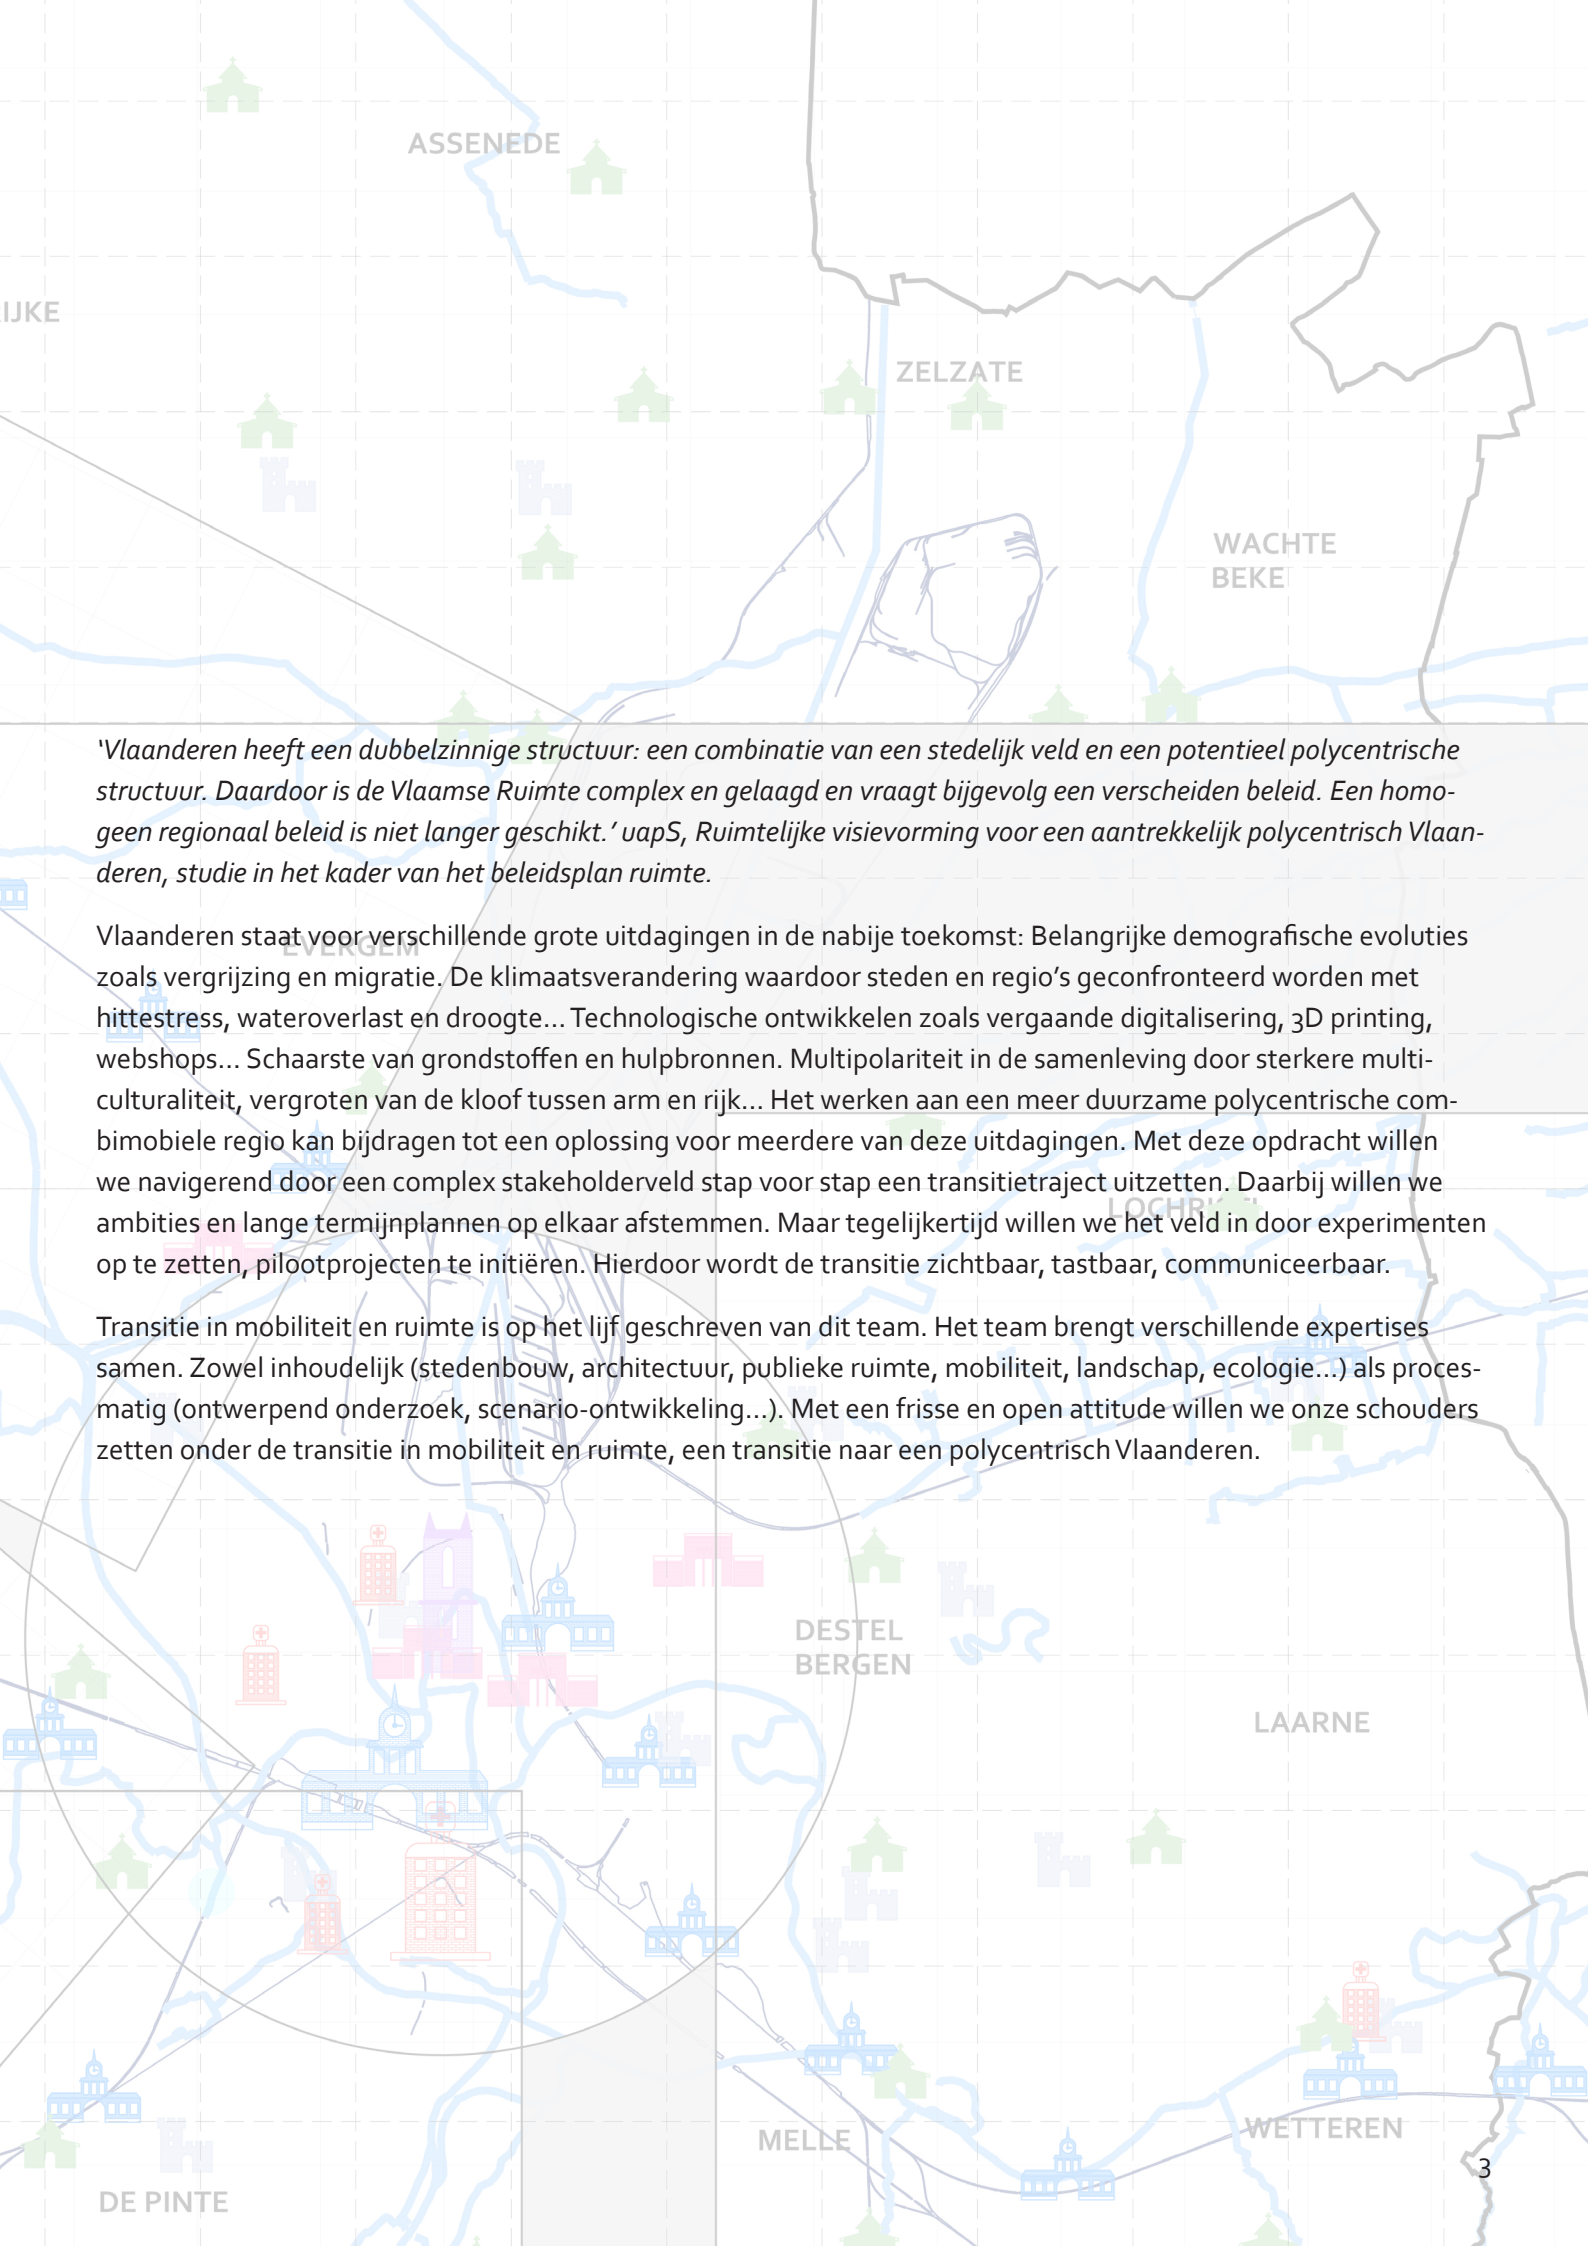 ASSENEDE
IJKE
ZELZATE
WACHTE
BEKE
‘Vlaanderen heeft een dubbelzinnige structuur: een combinatie van een stedelijk veld en een potentieel polycentrische
structuur. Daardoor is de Vlaamse Ruimte complex en gelaagd en vraagt bijgevolg een verscheiden beleid. Een homo-
geen regionaal beleid is niet langer geschikt.’ uapS, Ruimtelijke visievorming voor een aantrekkelijk polycentrisch Vlaan-
deren, studie in het kader van het beleidsplan ruimte.
EVERGEM
Vlaanderen staat voor verschillende grote uitdagingen in de nabije toekomst: Belangrijke demografische evoluties
zoals vergrijzing en migratie. De klimaatsverandering waardoor steden en regio’s geconfronteerd worden met
hittestress, wateroverlast en droogte... Technologische ontwikkelen zoals vergaande digitalisering, 3D printing,
webshops... Schaarste van grondstoffen en hulpbronnen. Multipolariteit in de samenleving door sterkere multi-
culturaliteit, vergroten van de kloof tussen arm en rijk... Het werken aan een meer duurzame polycentrische com-
bimobiele regio kan bijdragen tot een oplossing voor meerdere van deze uitdagingen. Met deze opdracht willen
we navigerend door een complex stakeholderveld stap voor stap een transitietraject uitzetten. Daarbij willen we
ambities en lange termijnplannen op elkaar afstemmen. Maar tegelijkertijd willen we het veld in door experimenten
op te zetten, pilootprojecten te initiëren. Hierdoor wordt de transitie zichtbaar, tastbaar, communiceerbaar.
Transitie in mobiliteit en ruimte is op het lijf geschreven van dit team. Het team brengt verschillende expertises
samen. Zowel inhoudelijk (stedenbouw, architectuur, publieke ruimte, mobiliteit, landschap, ecologie...) als proces-
matig (ontwerpend onderzoek, scenario-ontwikkeling...). Met een frisse en open attitude willen we onze schouders
zetten onder de transitie in mobiliteit en ruimte, een transitie naar een polycentrisch Vlaanderen.
DESTEL
BERGEN
LAARNE
MELLE
WETTEREN
DE PINTE
3